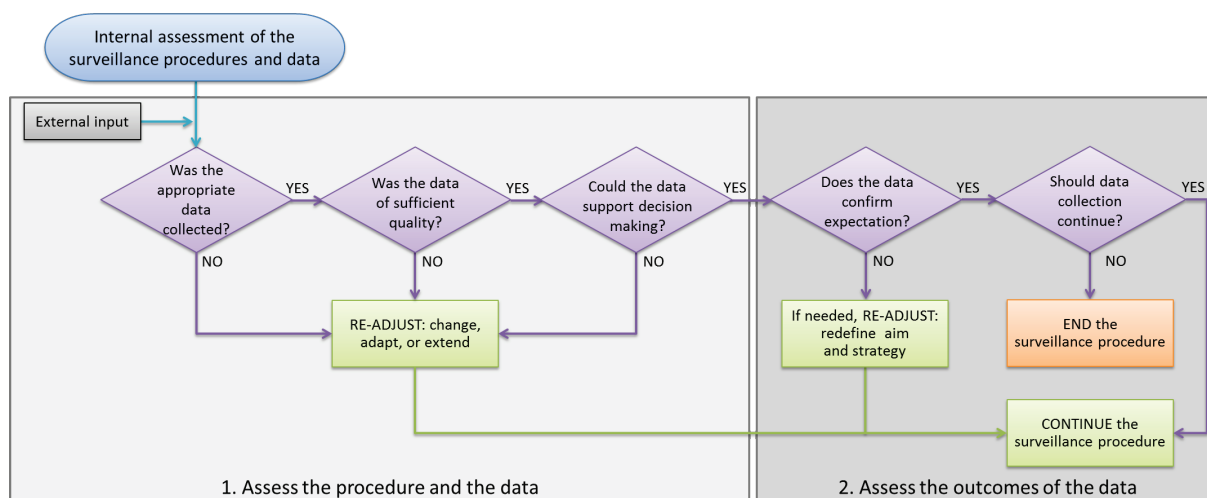 Internal assessment of the
surveillance procedures and data
External input
Was the
appropriate
data
collected?
YES
NO
Was the data
of sufficient
quality?
YES
NO
Could the data
support decision
making?
YES
NO
RE-ADJUST: change,
adapt, or extend
1. Assess the procedure and the data
Does the data
confirm
expectation?
YES
NO
Should data
collection
continue?
YES
NO
If needed, RE-ADJUST:
redefine aim
and strategy
END the
surveillance procedure
CONTINUE the
surveillance procedure
2. Assess the outcomes of the data